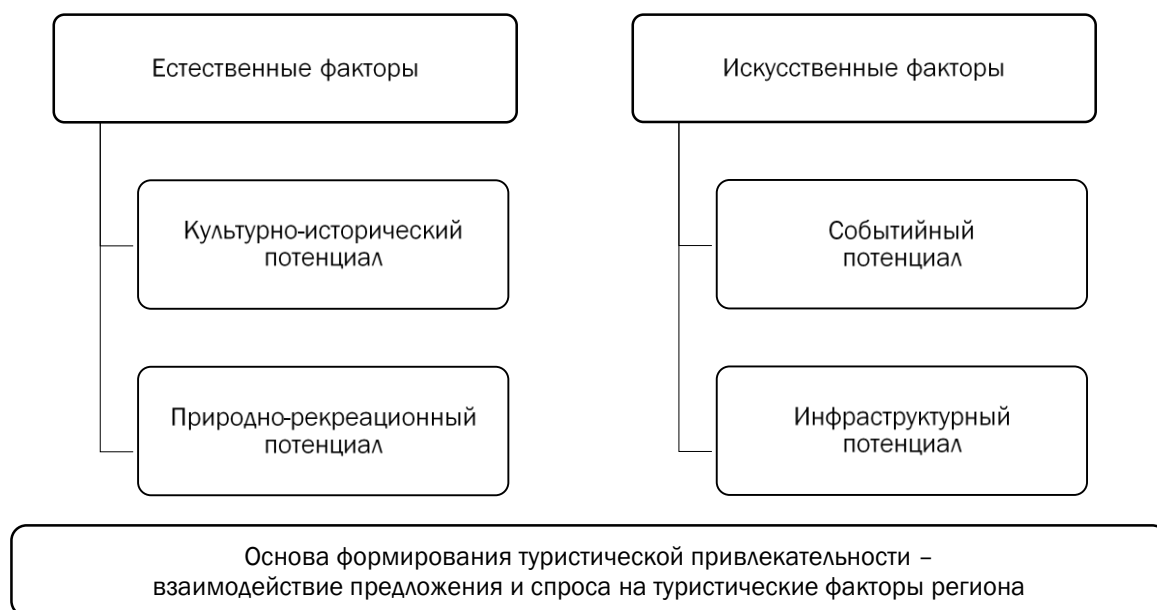 Естественные факторы
Культурно-исторический
потенциал
Природно-рекреационный
потенциал
Искусственные факторы
Событийный
потенциал
Инфраструктурный
потенциал
Основа формирования туристической привлекательности –
взаимодействие предложения и спроса на туристические факторы региона